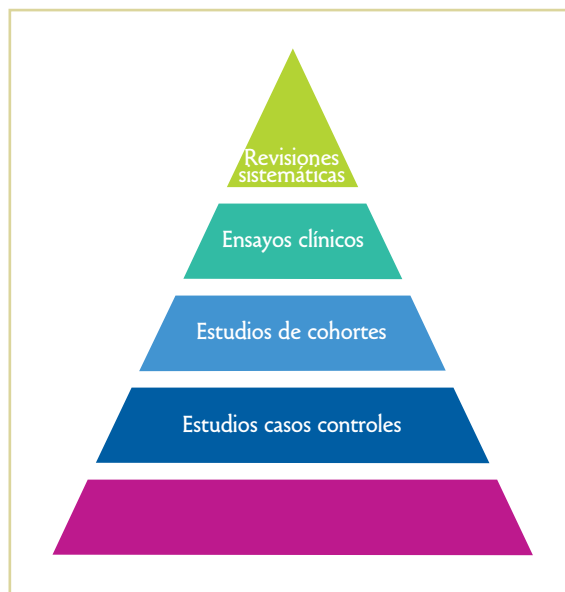 Revisiones
sistemáticas
Ensayos clínicos
Estudios de cohortes
Estudios casos controles